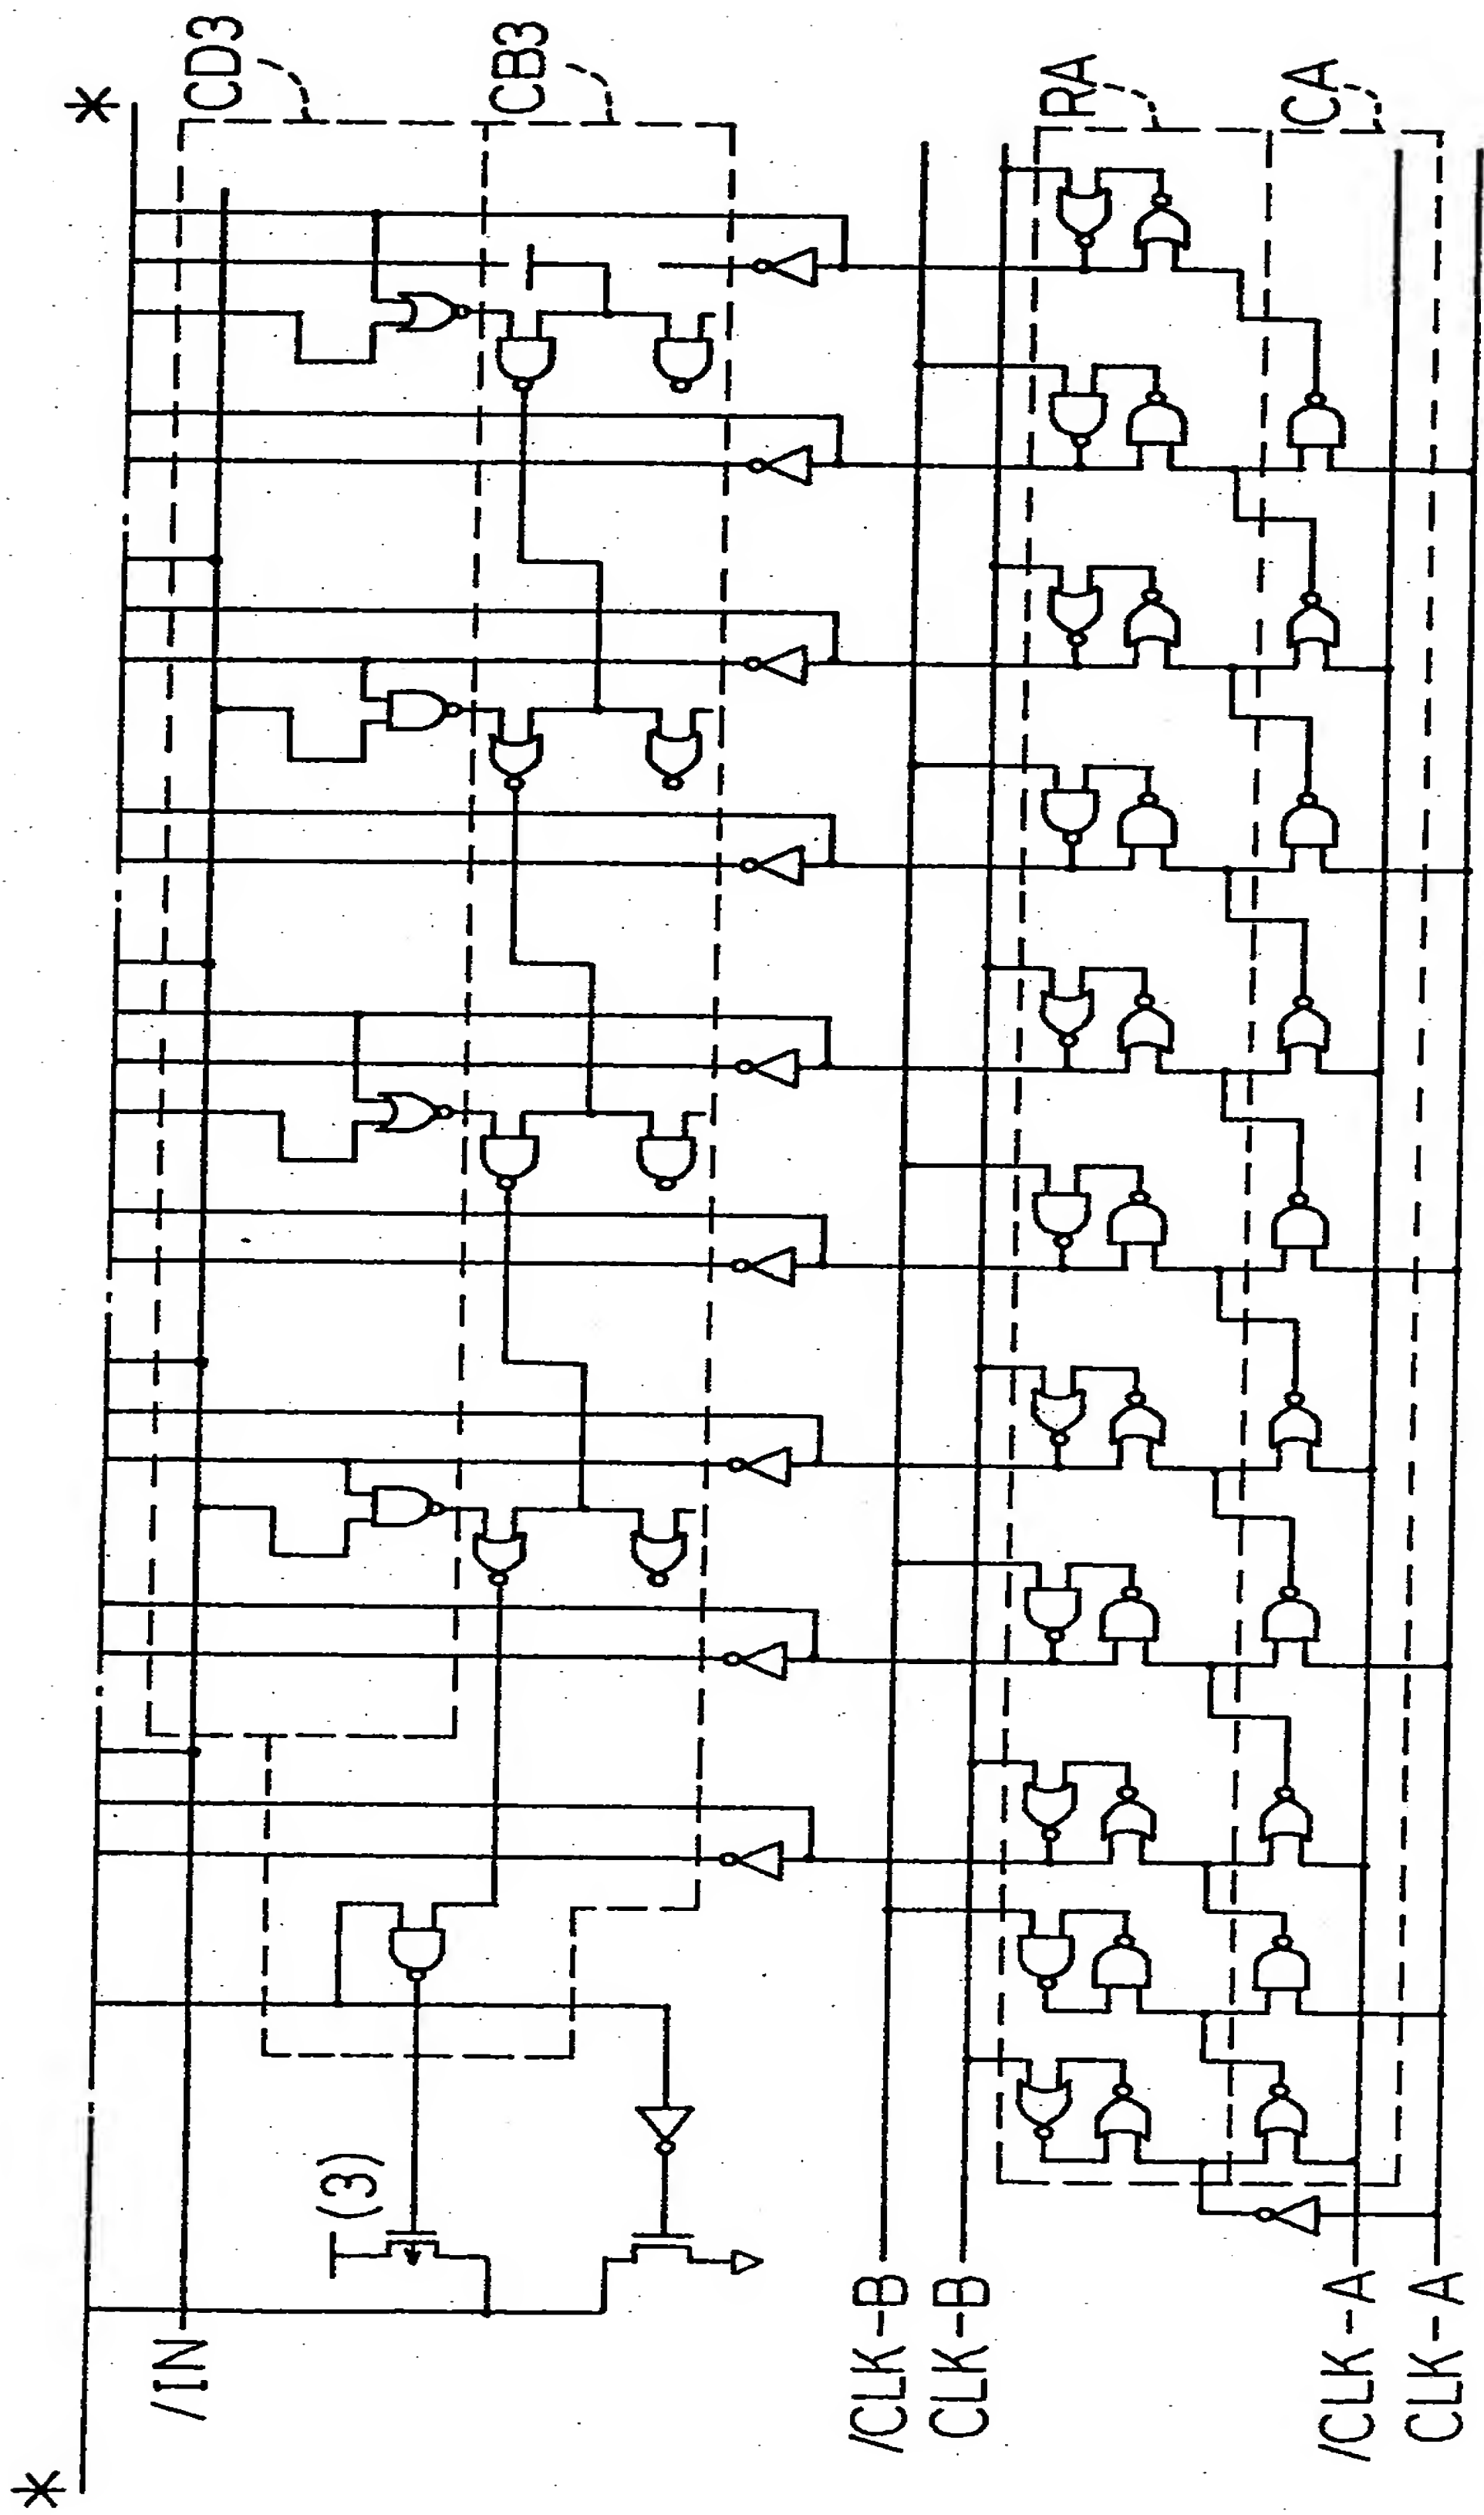 *
CD3
CB3
RA
CA
(3)
/IN
/CLK-B
CLK-B
/CLK-A
CLK-A
*